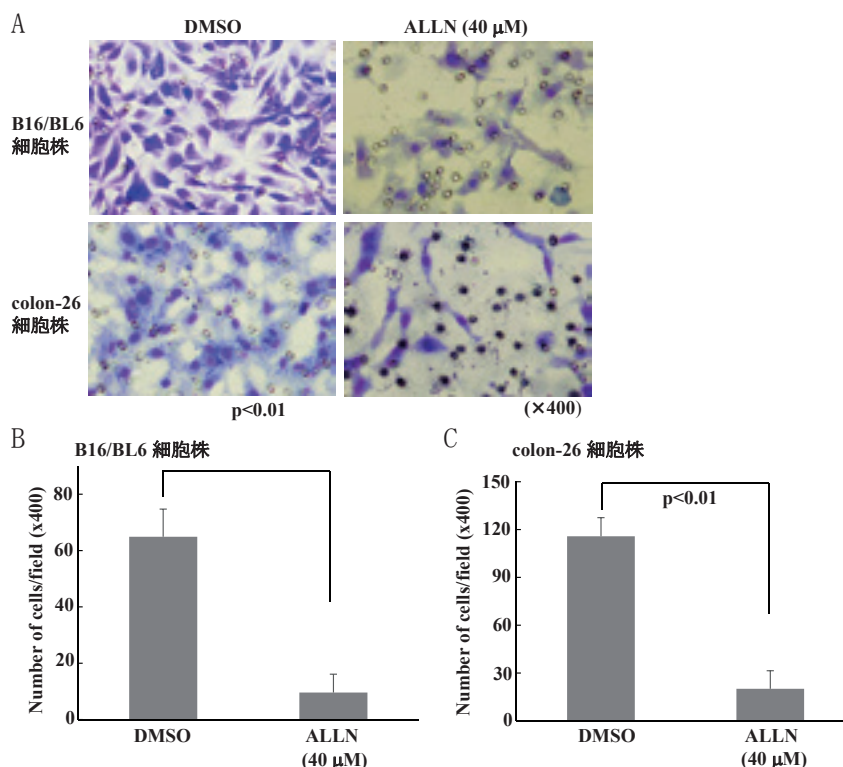 A
DMSO
ALLN (40 μM)
B16/BL6
細胞株
colon-26
細胞株
p<0.01
(×400)
B
B16/BL6 細胞株
Number of cells/field (x400)
80
60
40
20
0
DMSO
ALLN
(40 μM)
C
colon-26 細胞株
Number of cells/field (x400)
150
120
90
60
30
0
p<0.01
DMSO
ALLN
(40 μM)